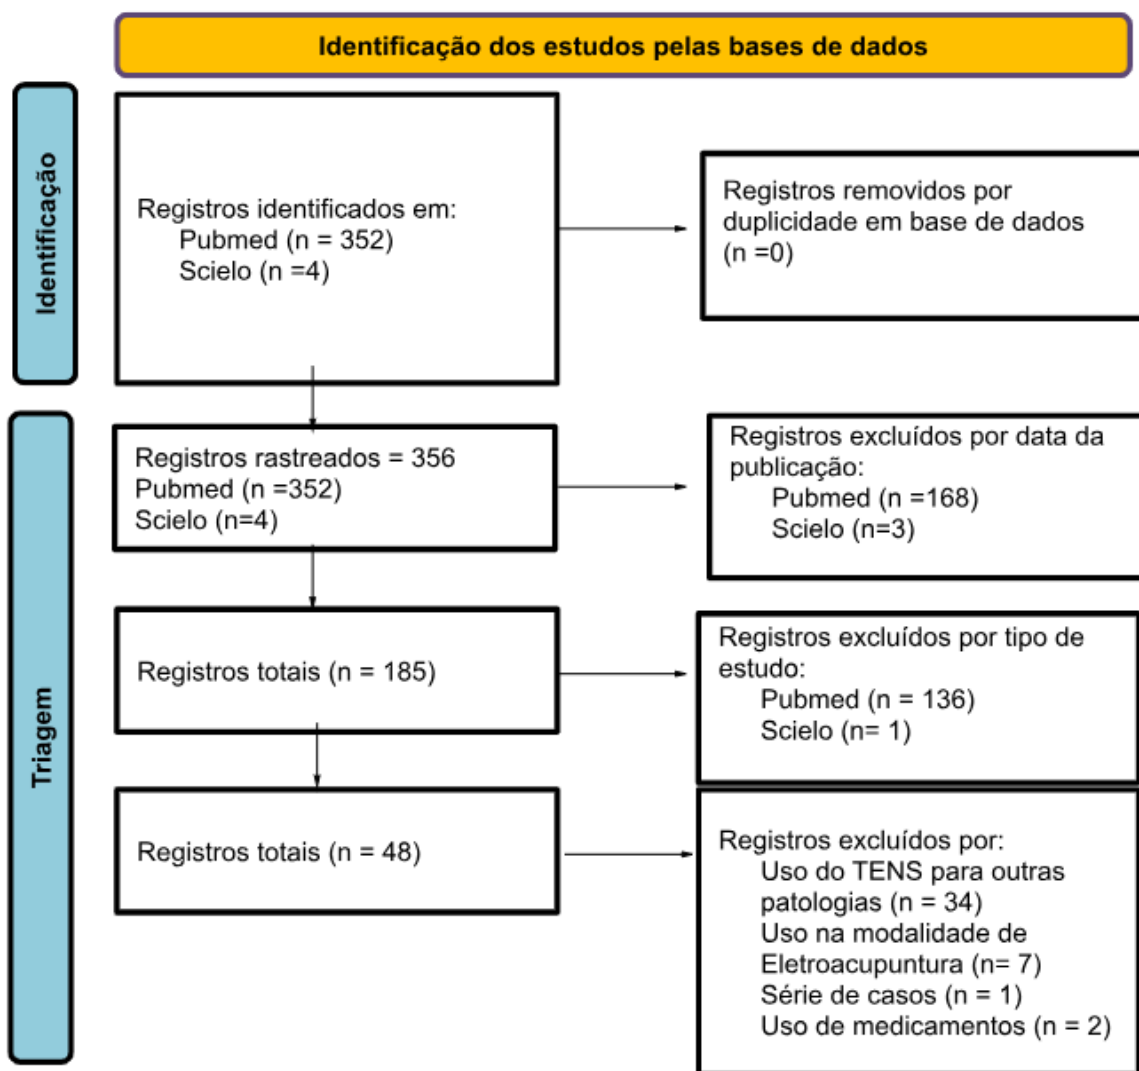 Identificação dos estudos pelas bases de dados
Identificação
Registros identificados em:
Pubmed (n = 352)
Scielo (n =4)
Registros removidos por
duplicidade em base de dados
(n =0)
Triagem
Registros rastreados = 356
Pubmed (n =352)
Scielo (n=4)
Registros excluídos por data da
publicação:
Pubmed (n =168)
Scielo (n=3)
Registros totais (n = 185)
Registros excluídos por tipo de
estudo:
Pubmed (n = 136)
Scielo (n= 1)
Registros totais (n = 48)
Registros excluídos por:
Uso do TENS para outras
patologias (n = 34)
Uso na modalidade de
Eletroacupuntura (n= 7)
Série de casos (n = 1)
Uso de medicamentos (n = 2)